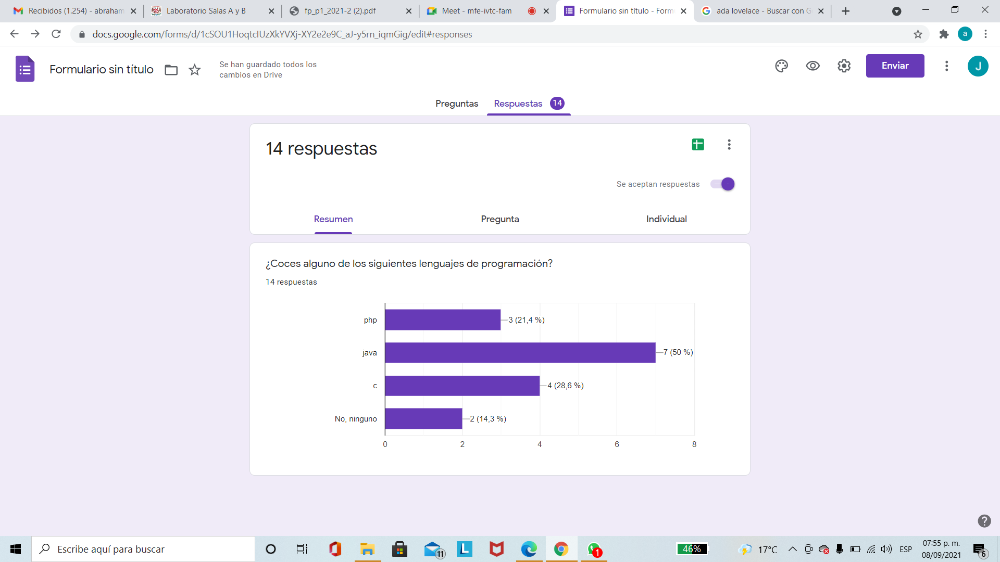 Recibidos (1.254) - abraham
Laboratorio Salas A y B
fp_p1_2021-2 (2).pdf
Meet - mfe-ivtc-fam
Formulario sin título - Form
ada lovelace - Buscar con G
docs.google.com/forms/d/1cSOU1HoqtcIUzXkYVXj-XY2e2e9C_aJ-y5rn_iqmGig/edit#responses
a
Formulario sin título
Se han guardado todos los
cambios en Drive
Enviar
J
Preguntas
Respuestas
14
14 respuestas
Se aceptan respuestas
Resumen
Pregunta
Individual
¿Coces alguno de los siguientes lenguajes de programación?
14 respuestas
php
3 (21,4 %)
java
7 (50 %)
c
4 (28,6 %)
No, ninguno
2 (14,3 %)
0
2
4
6
8
Escribe aquí para buscar
11
L
1
46%
17°C
ESP
07:55 p. m.
08/09/2021
6